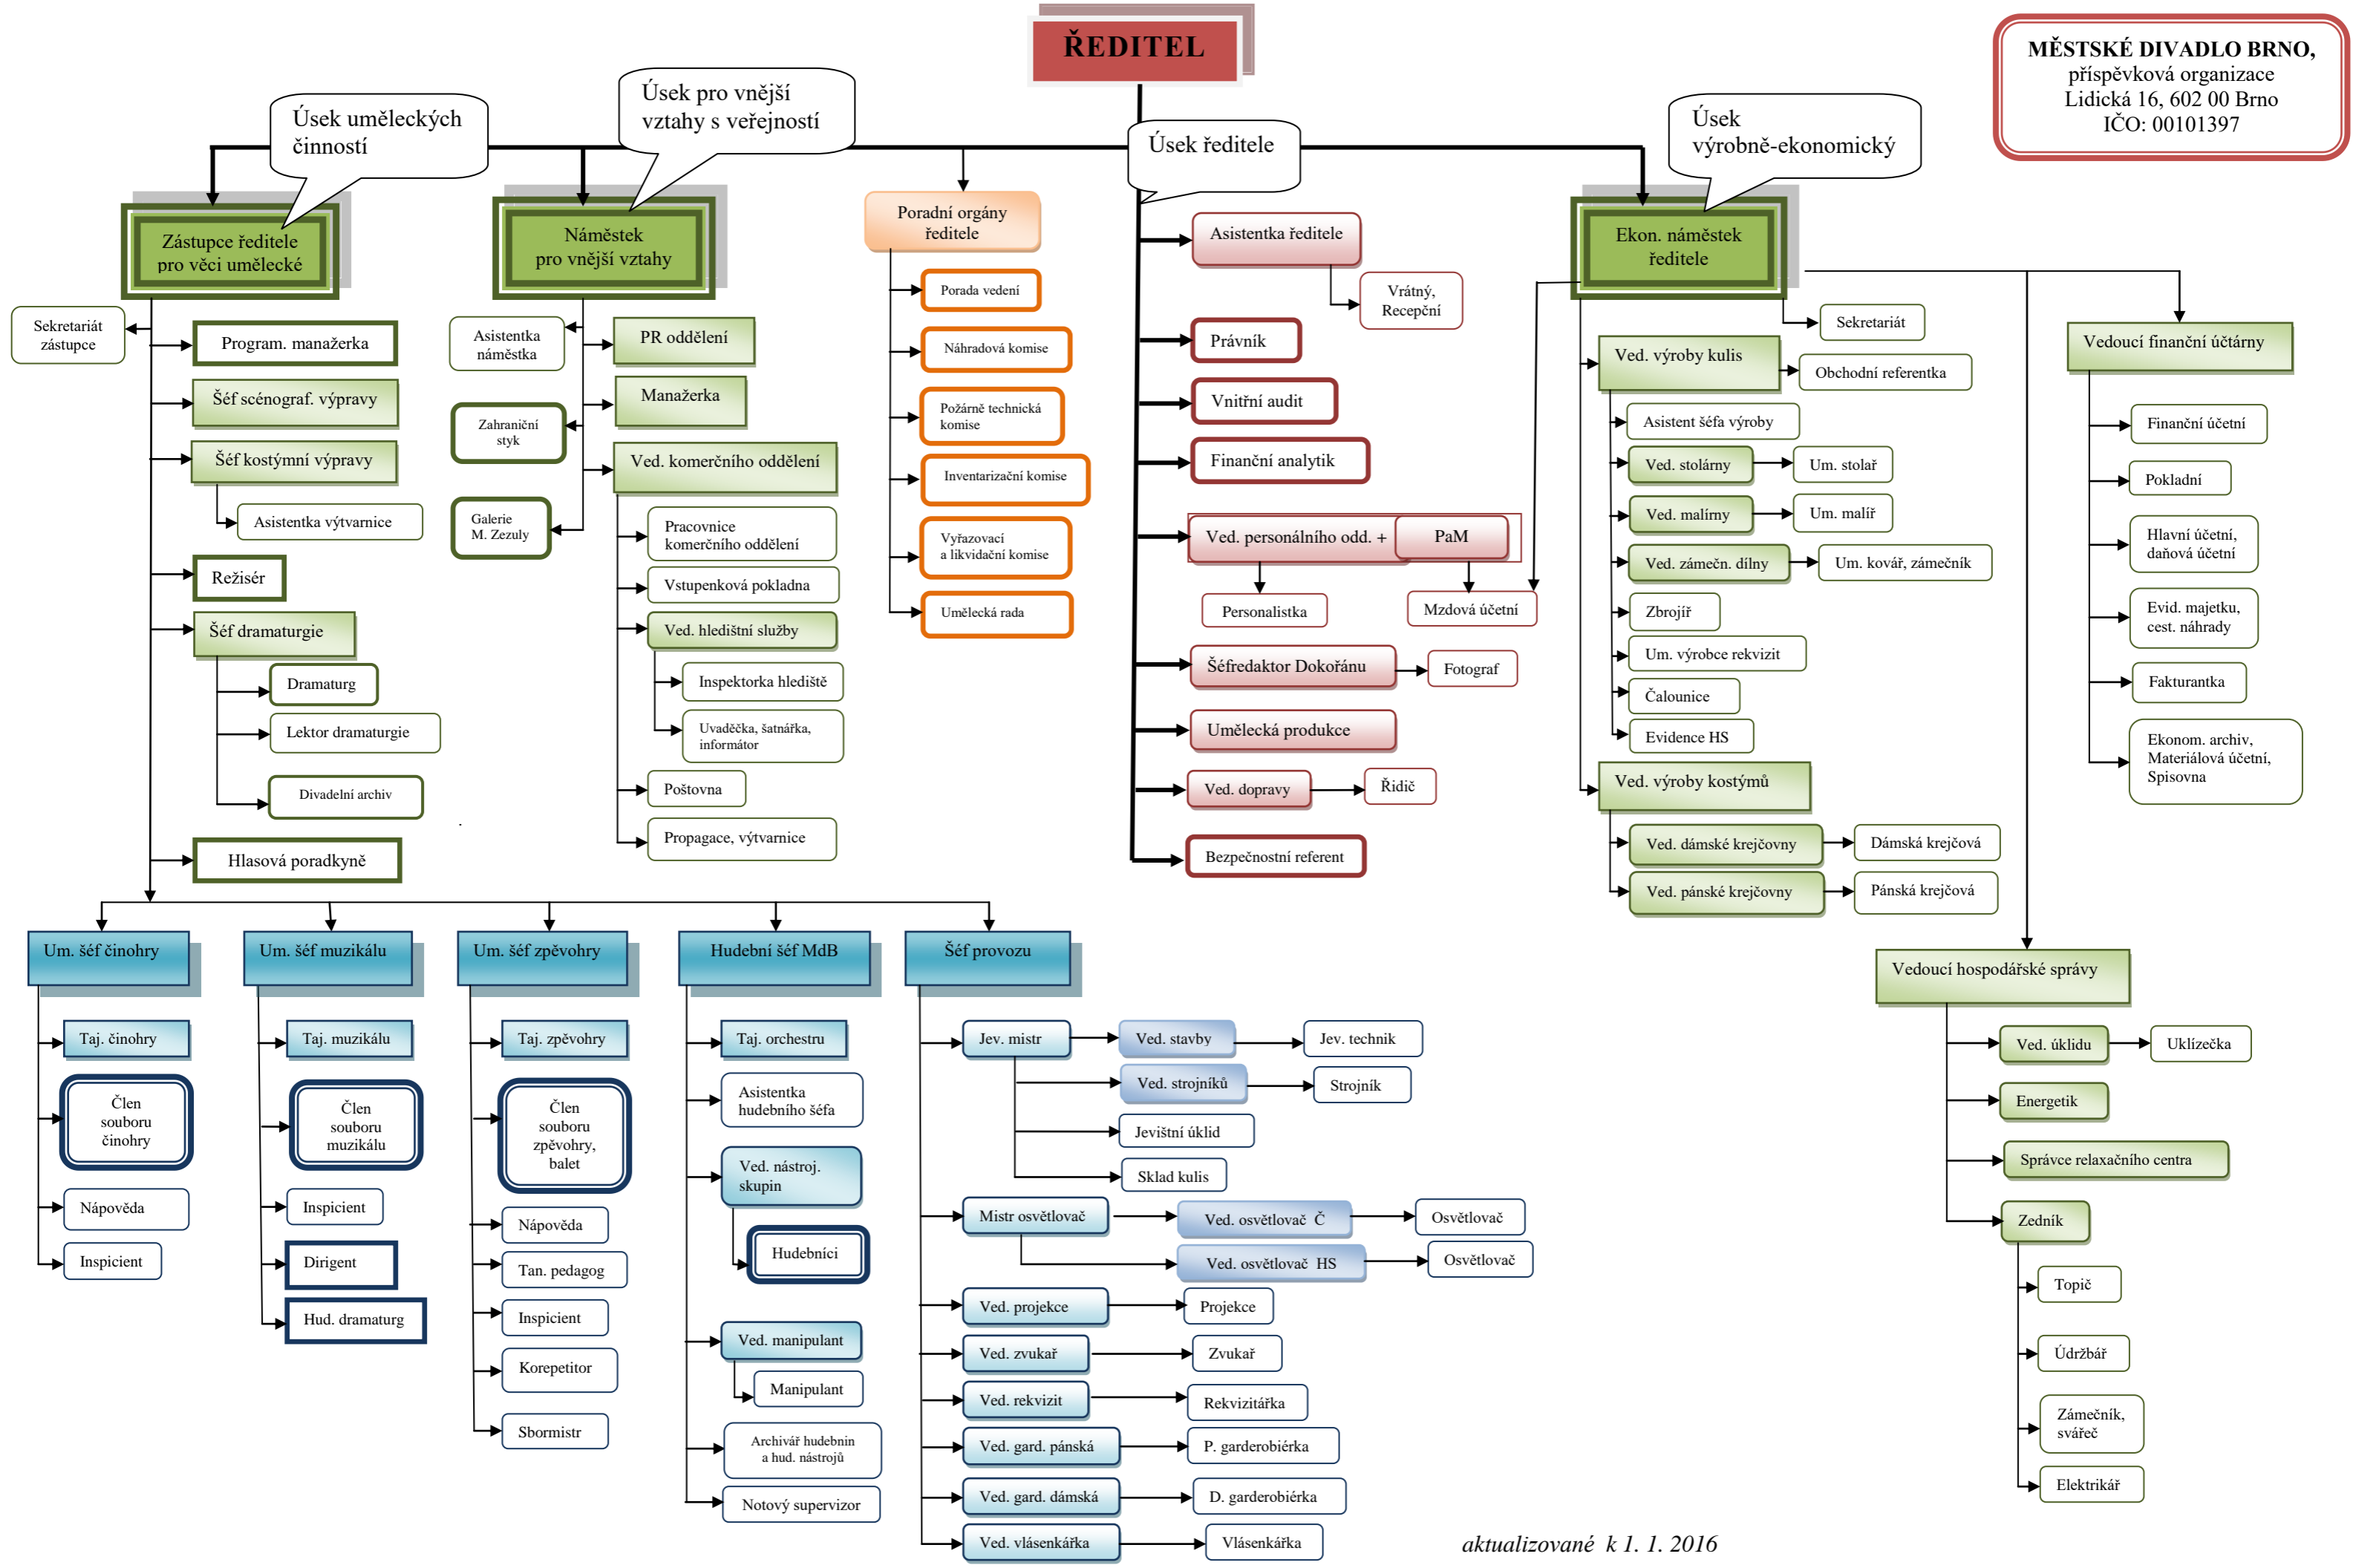 ŘEDITEL
MĚSTSKÉ DIVADLO BRNO,
příspěvková organizace
Lidická 16, 602 00 Brno
IČO: 00101397
Úsek uměleckých
činností
Úsek pro vnější
vztahy s veřejností
Úsek ředitele
Úsek
výrobně-ekonomický
Zástupce ředitele
pro věci umělecké
Sekretariát
zástupce
Program. manažerka
Šéf scénograf. výpravy
Šéf kostýmní výpravy
Asistentka výtvarnice
Režisér
Šéf dramaturgie
Dramaturg
Lektor dramaturgie
Divadelní archiv
Hlasová poradkyně
Náměstek
pro vnější vztahy
Asistentka
náměstka
Zahraniční
styk
Galerie
M. Zezuly
PR oddělení
Manažerka
Ved. komerčního oddělení
Pracovnice
komerčního oddělení
Vstupenková pokladna
Ved. hledištní služby
Inspektorka hlediště
Uvaděčka, šatnářka,
informátor
Poštovna
Propagace, výtvarnice
Poradní orgány
ředitele
Porada vedení
Náhradová komise
Požárně technická
komise
Inventarizační komise
Vyřazovací
a likvidační komise
Umělecká rada
Asistentka ředitele
Vrátný,
Recepční
Právník
Vnitřní audit
Finanční analytik
Ved. personálního odd. +
PaM
Personalistka
Mzdová účetní
Šéfredaktor Dokořánu
Fotograf
Umělecká produkce
Ved. dopravy
Řidič
Bezpečnostní referent
Ekon. náměstek
ředitele
Sekretariát
Ved. výroby kulis
Obchodní referentka
Asistent šéfa výroby
Ved. stolárny
Um. stolař
Ved. malírny
Um. malíř
Ved. zámečn. dílny
Um. kovář, zámečník
Zbrojíř
Um. výrobce rekvizit
Čalounice
Evidence HS
Ved. výroby kostýmů
Ved. dámské krejčovny
Dámská krejčová
Ved. pánské krejčovny
Pánská krejčová
Vedoucí finanční účtárny
Finanční účetní
Pokladní
Hlavní účetní,
daňová účetní
Evid. majetku,
cest. náhrady
Fakturantka
Ekonom. archiv,
Materiálová účetní,
Spisovna
Vedoucí hospodářské správy
Ved. úklidu
Uklízečka
Energetik
Správce relaxačního centra
Zedník
Topič
Údržbář
Zámečník,
svářeč
Elektrikář
Um. šéf činohry
Taj. činohry
Člen
souboru
činohry
Nápověda
Inspicient
Um. šéf muzikálu
Taj. muzikálu
Člen
souboru
muzikálu
Inspicient
Dirigent
Hud. dramaturg
Um. šéf zpěvohry
Taj. zpěvohry
Člen
souboru
zpěvohry,
balet
Nápověda
Tan. pedagog
Inspicient
Korepetitor
Sbormistr
Hudební šéf MdB
Taj. orchestru
Asistentka
hudebního šéfa
Ved. nástroj.
skupin
Hudebníci
Ved. manipulant
Manipulant
Archivář hudebnin
a hud. nástrojů
Notový supervizor
Šéf provozu
Jev. mistr
Ved. stavby
Jev. technik
Ved. strojníků
Strojník
Jevištní úklid
Sklad kulis
Mistr osvětlovač
Ved. osvětlovač Č
Osvětlovač
Ved. osvětlovač HS
Osvětlovač
Ved. projekce
Projekce
Ved. zvukař
Zvukař
Ved. rekvizit
Rekvizitářka
Ved. gard. pánská
P. garderobiérka
Ved. gard. dámská
D. garderobiérka
Ved. vlásenkářka
Vlásenkářka
aktualizované k 1. 1. 2016